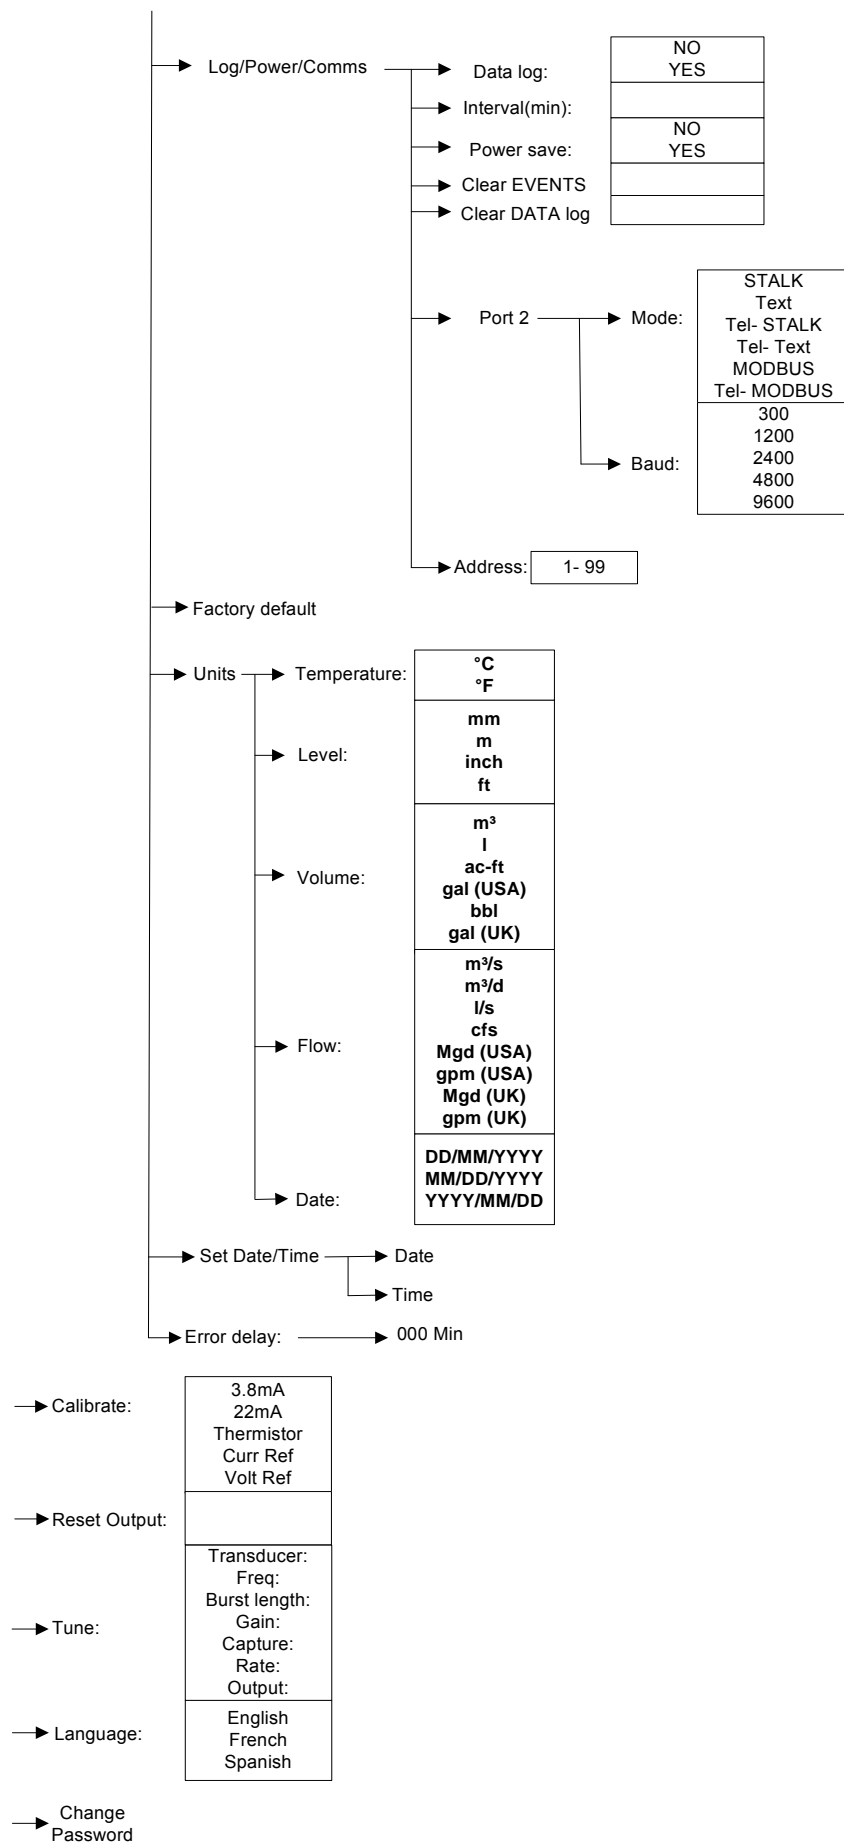 Log/Power/Comms
Data log:
NO
YES
Interval(min):
Power save:
NO
YES
Clear EVENTS
Clear DATA log
Port 2
Mode:
STALK
Text
Tel- STALK
Tel- Text
MODBUS
Tel- MODBUS
Baud:
300
1200
2400
4800
9600
Address:
1- 99
Factory default
Units
Temperature:
°C
°F
Level:
mm
m
inch
ft
Volume:
m³
l
ac-ft
gal (USA)
bbl
gal (UK)
Flow:
m³/s
m³/d
l/s
cfs
Mgd (USA)
gpm (USA)
Mgd (UK)
gpm (UK)
Date:
DD/MM/YYYY
MM/DD/YYYY
YYYY/MM/DD
Set Date/Time
Date
Time
Error delay:
000 Min
Calibrate:
3.8mA
22mA
Thermistor
Curr Ref
Volt Ref
Reset Output:
Tune:
Transducer:
Freq:
Burst length:
Gain:
Capture:
Rate:
Output:
Language:
English
French
Spanish
Change
Password